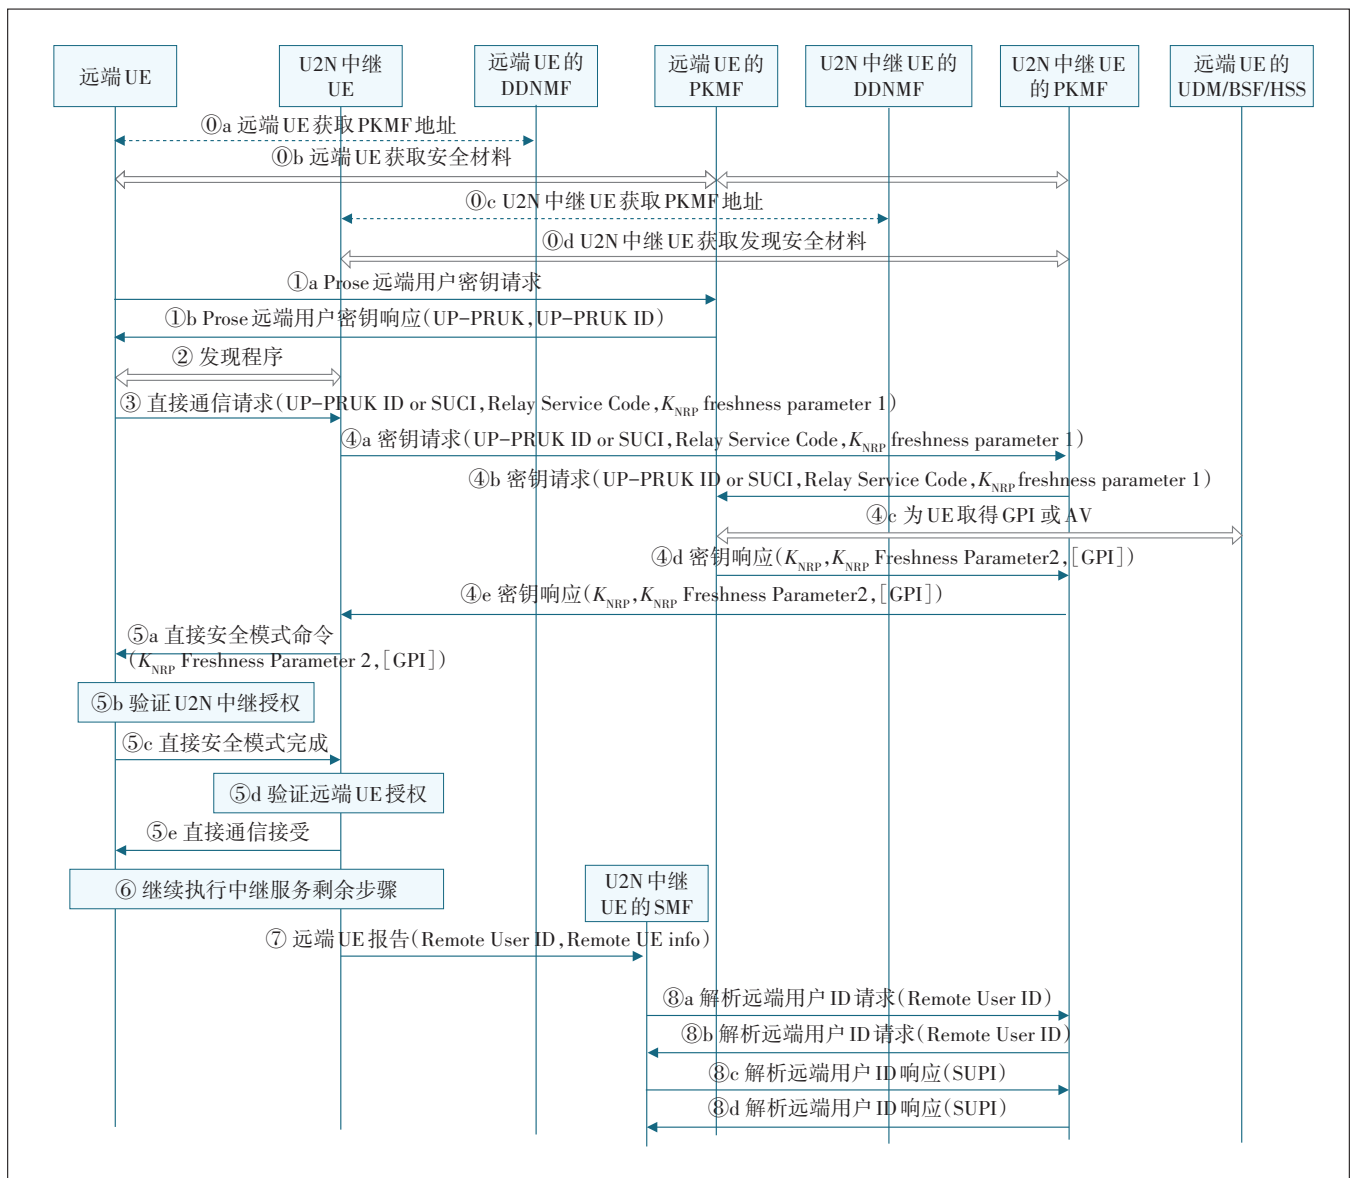 远端UE
U2N中继
UE
远端UE的
DDNMF
远端UE的
PKMF
U2N中继UE的
DDNMF
U2N中继UE
的PKMF
远端UE的
UDM/BSF/HSS
⓪a 远端UE获取PKMF地址
⓪b 远端UE获取安全材料
⓪c U2N中继UE获取PKMF地址
⓪d U2N中继UE获取发现安全材料
①a Prose远端用户密钥请求
①b Prose远端用户密钥响应(UP-PRUK,UP-PRUK ID)
② 发现程序
③ 直接通信请求(UP-PRUK ID or SUCI,Relay Service Code,K_NRP freshness parameter 1)
④a 密钥请求(UP-PRUK ID or SUCI,Relay Service Code,K_NRP freshness parameter 1)
④b 密钥请求(UP-PRUK ID or SUCI,Relay Service Code,K_NRP freshness parameter 1)
④c 为UE取得GPI或AV
④d 密钥响应(K_NRP,K_NRP Freshness Parameter2,[GPI])
④e 密钥响应(K_NRP,K_NRP Freshness Parameter2,[GPI])
⑤a 直接安全模式命令
(K_NRP Freshness Parameter 2,[GPI])
⑤b 验证U2N中继授权
⑤c 直接安全模式完成
⑤d 验证远端UE授权
⑤e 直接通信接受
⑥ 继续执行中继服务剩余步骤
U2N中继
UE的SMF
⑦ 远端UE报告(Remote User ID,Remote UE info)
⑧a 解析远端用户ID请求(Remote User ID)
⑧b 解析远端用户ID请求(Remote User ID)
⑧c 解析远端用户ID响应(SUPI)
⑧d 解析远端用户ID响应(SUPI)